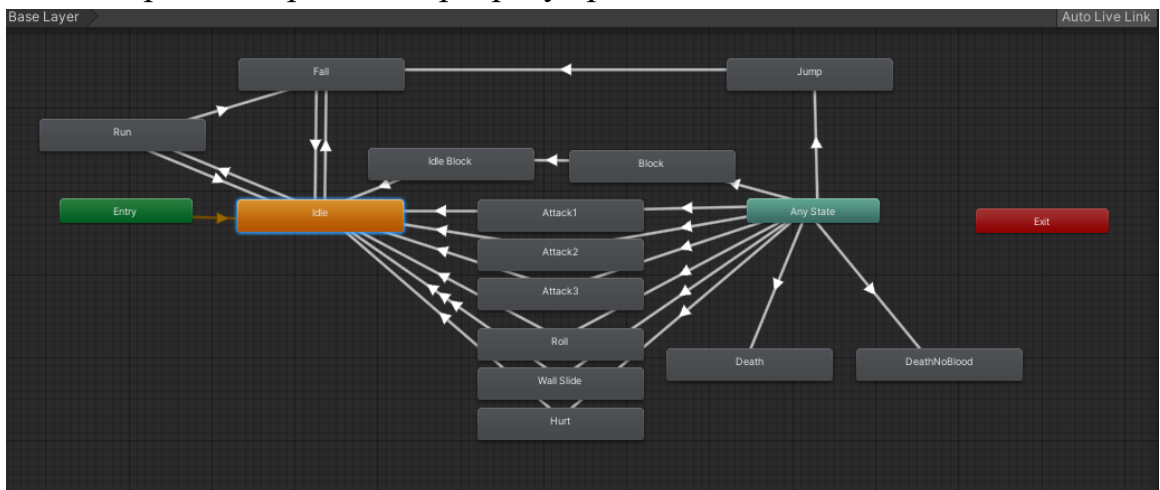 Base Layer
Auto Live Link
Fall
Jump
Run
Idle Block
Block
Entry
Idle
Attack1
Any State
Exit
Attack2
Attack3
Roll
Death
DeathNoBlood
Wall Slide
Hurt